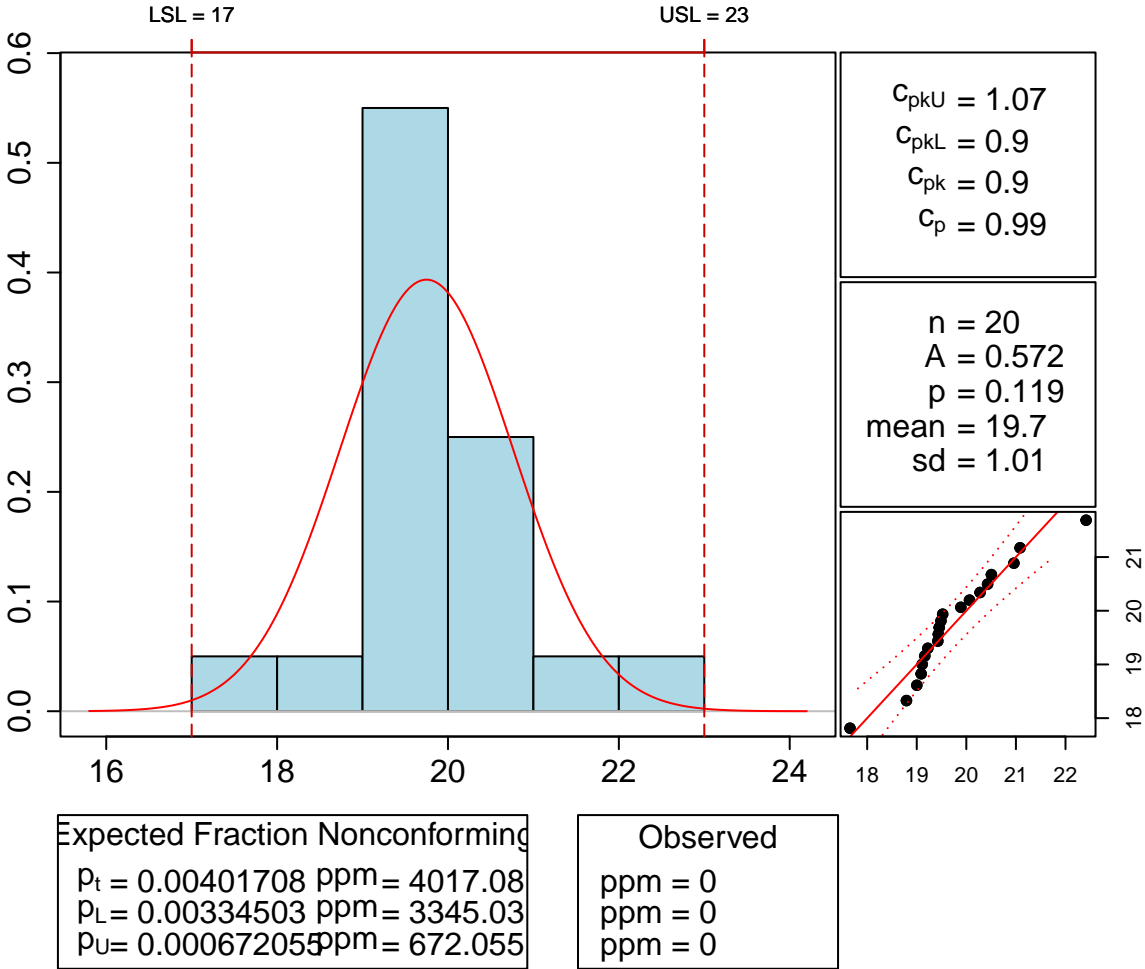 LSL = 17
USL = 23
0.6
0.5
0.4
0.3
0.2
0.1
0.0
16 18 20 22 24
cpkU = 1.07
cpkL = 0.9
cpk = 0.9
cp = 0.99
n = 20
A = 0.572
p = 0.119
mean = 19.7
sd = 1.01
21
20
19
18
18 19 20 21 22
Expected Fraction Nonconforming
pt = 0.00401708 ppm = 4017.08
pL = 0.00334503 ppm = 3345.03
pU = 0.000672055 ppm = 672.055
Observed
ppm = 0
ppm = 0
ppm = 0